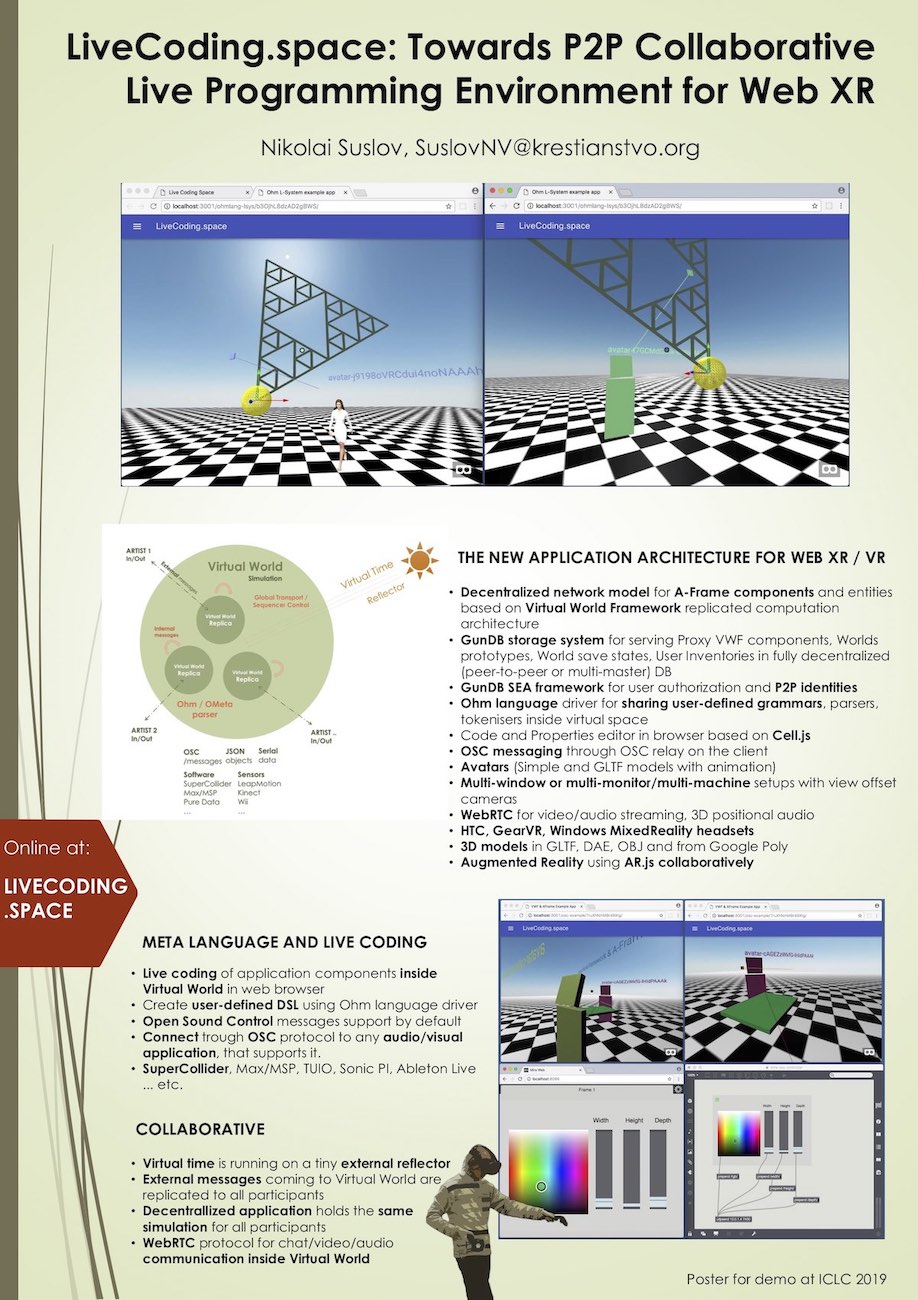 LiveCoding.space: Towards P2P Collaborative
Live Programming Environment for Web XR
Nikolai Suslov, SuslovNV@krestianstvo.org
Live Coding Space
Ohm L-System example app
localhost:3001/ohmlang-lsys/b3OjhL8dzAD2gBWS/
LiveCoding.space
avatar-j9198oVRCdui4noNAAAh
Ohm L-System example app
localhost:3001/ohmlang-lsys/b3OjhL8dzAD2gBWS/
LiveCoding.space
ARTIST 1
In/Out
External messages
Virtual World
Simulation
Global Transport /
Sequencer Control
Virtual Time
Reflector
Virtual World
Replica
Internal
messages
Virtual World
Replica
Virtual World
Replica
Ohm / OMeta
parser
ARTIST 2
In/Out
ARTIST ..
In/Out
OSC
/messages
JSON
objects
Serial
data
Software
SuperCollider
Max/MSP
Pure Data
...
Sensors
LeapMotion
Kinect
Wii
...
THE NEW APPLICATION ARCHITECTURE FOR WEB XR / VR
• Decentralized network model for A-Frame components and entities
based on Virtual World Framework replicated computation
architecture
• GunDB storage system for serving Proxy VWF components, Worlds
prototypes, World save states, User Inventories in fully decentralized
(peer-to-peer or multi-master) DB
• GunDB SEA framework for user authorization and P2P identities
• Ohm language driver for sharing user-defined grammars, parsers,
tokenisers inside virtual space
• Code and Properties editor in browser based on Cell.js
• OSC messaging through OSC relay on the client
• Avatars (Simple and GLTF models with animation)
• Multi-window or multi-monitor/multi-machine setups with view offset
cameras
• WebRTC for video/audio streaming, 3D positional audio
• HTC, GearVR, Windows MixedReality headsets
• 3D models in GLTF, DAE, OBJ and from Google Poly
• Augmented Reality using AR.js collaboratively
Online at:
LIVECODING
.SPACE
META LANGUAGE AND LIVE CODING
• Live coding of application components inside
Virtual World in web browser
• Create user-defined DSL using Ohm language driver
• Open Sound Control messages support by default
• Connect trough OSC protocol to any audio/visual
application, that supports it.
• SuperCollider, Max/MSP, TUIO, Sonic PI, Ableton Live
... etc.
COLLABORATIVE
• Virtual time is running on a tiny external reflector
• External messages coming to Virtual World are
replicated to all participants
• Decentrallized application holds the same
simulation for all participants
• WebRTC protocol for chat/video/audio
communication inside Virtual World
VWF & AFrame Example App
LiveCoding.space
VWF & AFrame Example App
LiveCoding.space
Frame 1
Width
Height
Depth
Width
Height
Depth
prepend width
prepend height
prepend depth
Poster for demo at ICLC 2019